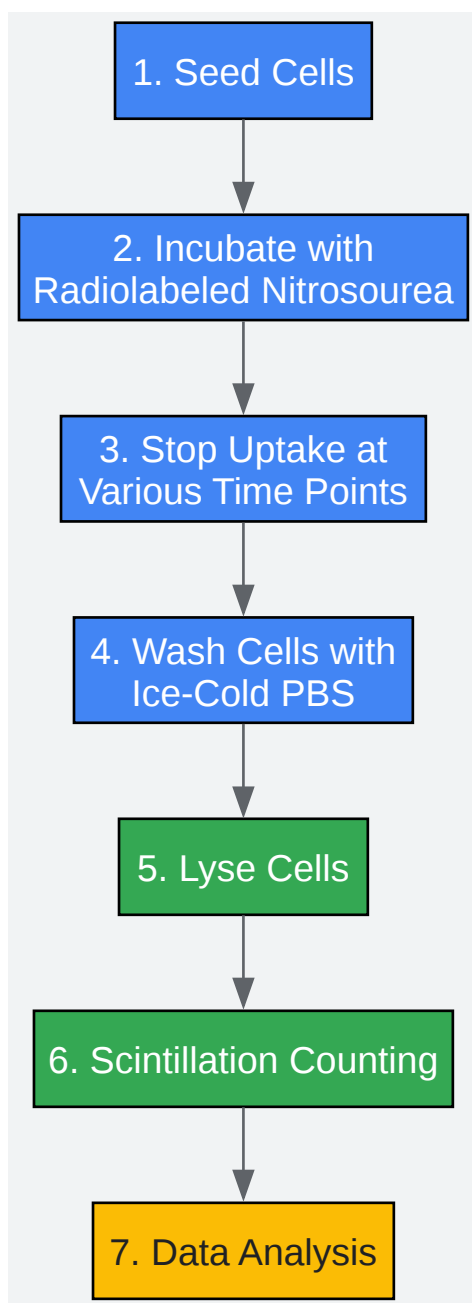 1. Seed Cells
2. Incubate with
Radiolabeled Nitrosourea
3. Stop Uptake at
Various Time Points
4. Wash Cells with
Ice-Cold PBS
5. Lyse Cells
6. Scintillation Counting
7. Data Analysis